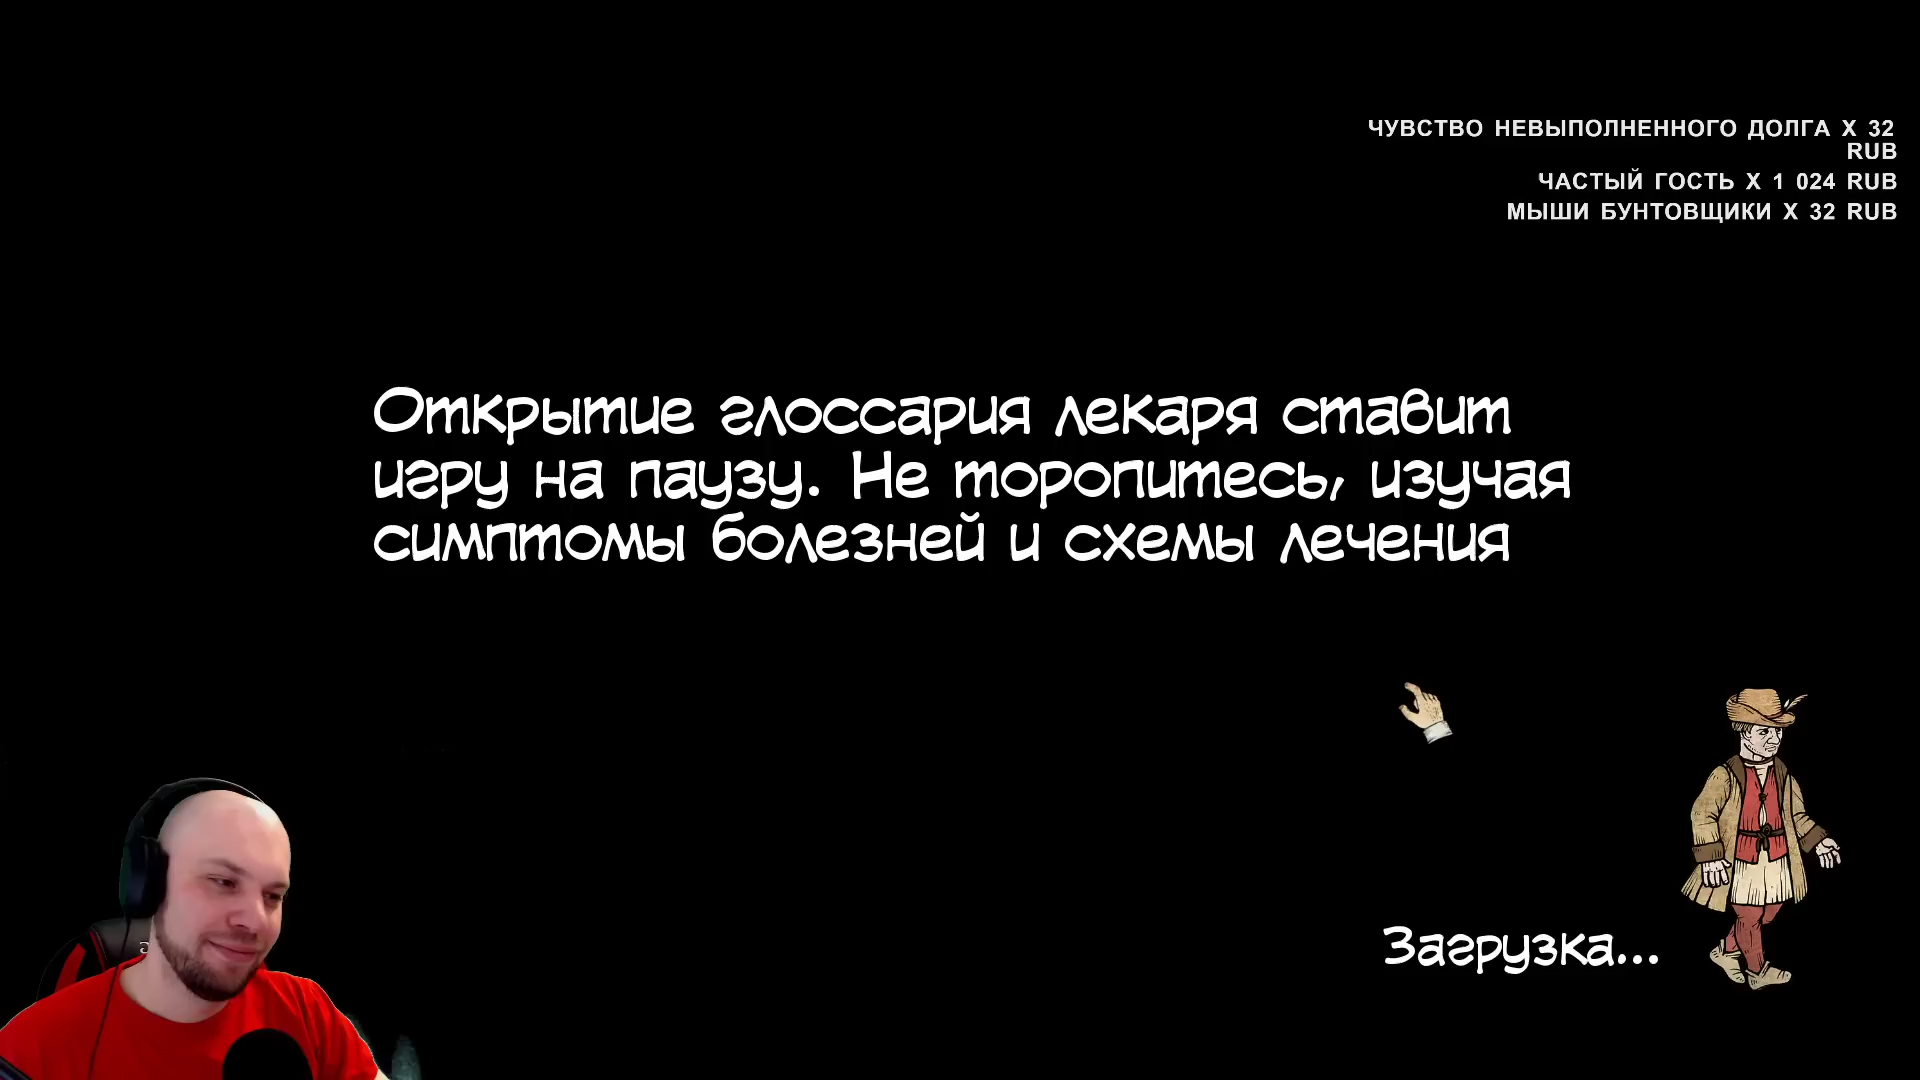 ЧУВСТВО НЕВЫПОЛНЕННОГО ДОЛГА X 32
RUB
ЧАСТЫЙ ГОСТЬ X 1 024 RUB
МЫШИ БУНТОВЩИКИ X 32 RUB
Открытие глоссария лекаря ставит
игру на паузу. Не торопитесь, изучая
симптомы болезней и схемы лечения
Загрузка...